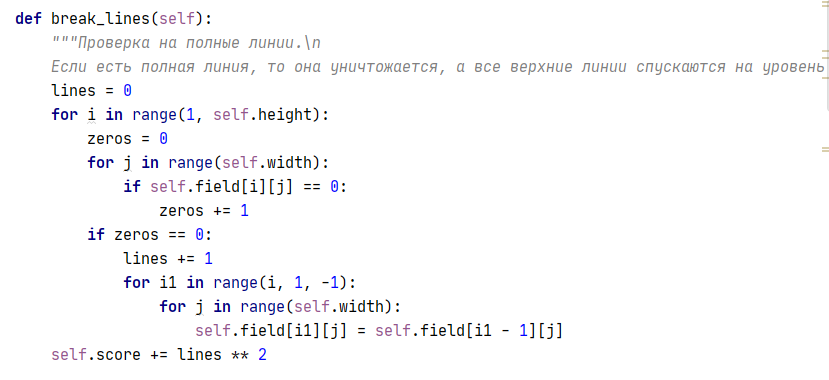 def break_lines(self):
    """Проверка на полные линии.\n
    Если есть полная линия, то она уничтожается, а все верхние линии спускаются на уровень
    lines = 0
    for i in range(1, self.height):
        zeros = 0
        for j in range(self.width):
            if self.field[i][j] == 0:
                zeros += 1
        if zeros == 0:
            lines += 1
            for i1 in range(i, 1, -1):
                for j in range(self.width):
                    self.field[i1][j] = self.field[i1 - 1][j]
    self.score += lines ** 2